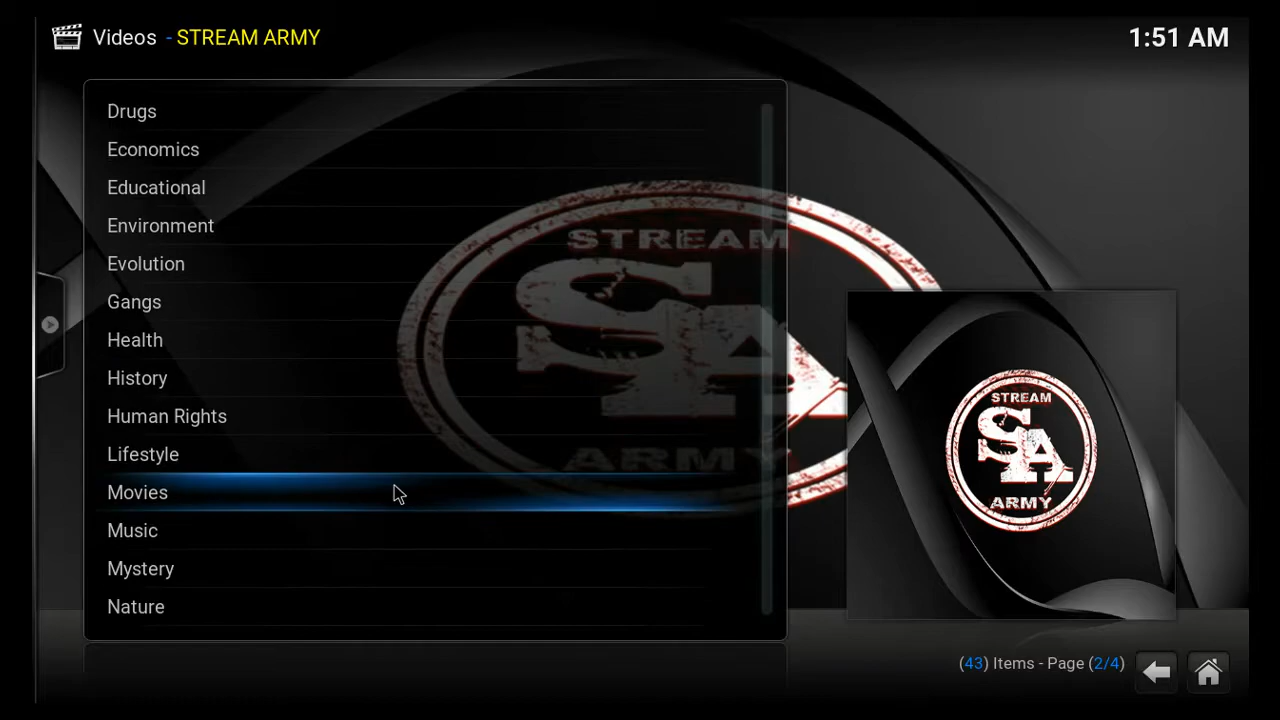 Videos - STREAM ARMY
1:51 AM
Drugs
Economics
Educational
Environment
Evolution
Gangs
Health
History
Human Rights
Lifestyle
Movies
Music
Mystery
Nature
STREAM
SA
ARMY
STREAM
SA
ARMY
(43) Items - Page (2/4)